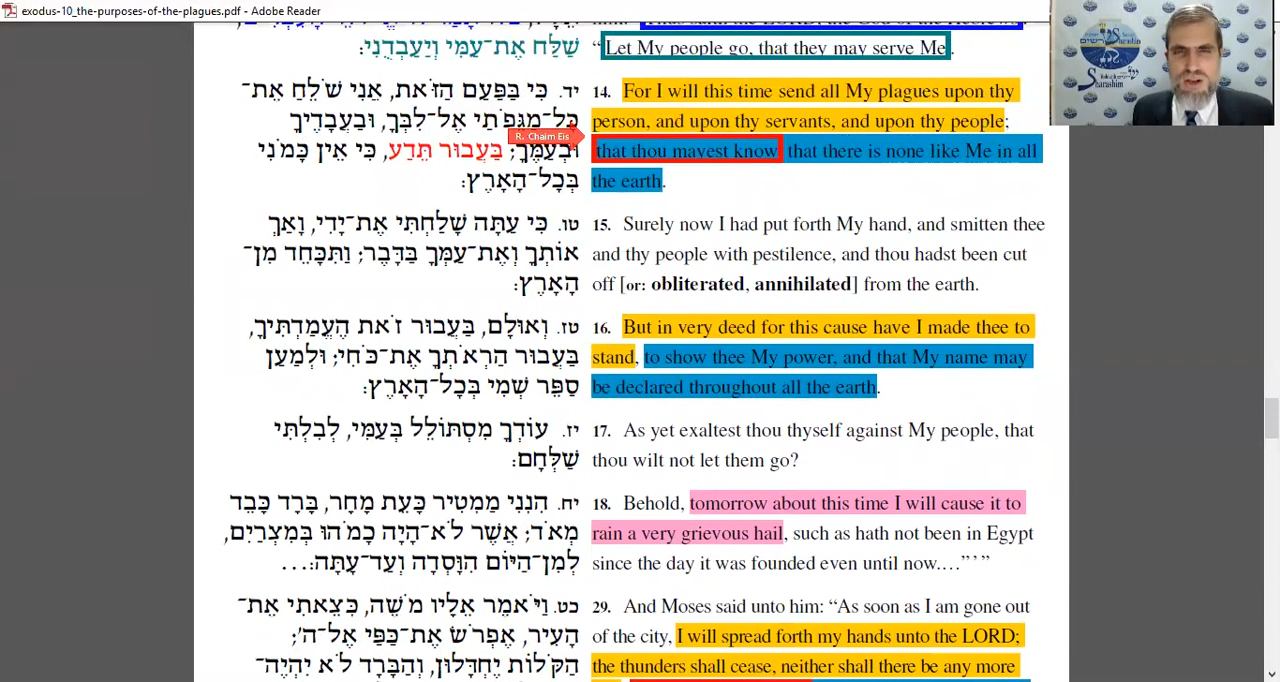 exodus-10_the-purposes-of-the-plagues.pdf - Adobe Reader
שַׁלַּח אֶת־עַמִּי וְיַעַבְדֻנִי:
“Let My people go, that they may serve Me.
יד. כִּי בַּפַּעַם הַזֹּאת, אֲנִי שֹׁלֵחַ אֶת־
כָּל־מַגֵּפֹתַי אֶל־לִבְּךָ, וּבַעֲבָדֶיךָ
וּבְעַמֶּךָ; בַּעֲבוּר תֵּדַע, כִּי אֵין כָּמֹנִי
בְּכָל־הָאָרֶץ:
14. For I will this time send all My plagues upon thy
person, and upon thy servants, and upon thy people;
that thou mayest know that there is none like Me in all
the earth.
R. Chaim Eis
טו. כִּי עַתָּה שָׁלַחְתִּי אֶת־יָדִי, וָאַךְ
אוֹתְךָ וְאֶת־עַמְּךָ בַּדָּבֶר; וַתִּכָּחֵד מִן־
הָאָרֶץ:
15. Surely now I had put forth My hand, and smitten thee
and thy people with pestilence, and thou hadst been cut
off [or: obliterated, annihilated] from the earth.
טז. וְאוּלָם, בַּעֲבוּר זֹאת הֶעֱמַדְתִּיךָ,
בַּעֲבוּר הַרְאֹתְךָ אֶת־כֹּחִי; וּלְמַעַן
סַפֵּר שְׁמִי בְּכָל־הָאָרֶץ:
16. But in very deed for this cause have I made thee to
stand, to show thee My power, and that My name may
be declared throughout all the earth.
יז. עוֹדְךָ מִסְתּוֹלֵל בְּעַמִּי, לְבִלְתִּי
שַׁלְּחָם:
17. As yet exaltest thou thyself against My people, that
thou wilt not let them go?
יח. הִנְנִי מַמְטִיר כָּעֵת מָחָר, בָּרָד כָּבֵד
מְאֹד; אֲשֶׁר לֹא־הָיָה כָמֹהוּ בְּמִצְרַיִם,
לְמִן־הַיּוֹם הִוָּסְדָה וְעַד־עָתָּה:...
18. Behold, tomorrow about this time I will cause it to
rain a very grievous hail, such as hath not been in Egypt
since the day it was founded even until now....”’”
כט. וַיֹּאמֶר אֵלָיו מֹשֶׁה, כְּצֵאתִי אֶת־
הָעִיר, אֶפְרֹשׂ אֶת־כַּפַּי אֶל־ה';
הַקֹּלוֹת יֶחְדָּלוּן, וְהַבָּרָד לֹא יִהְיֶה־
29. And Moses said unto him: “As soon as I am gone out
of the city, I will spread forth my hands unto the LORD;
the thunders shall cease, neither shall there be any more